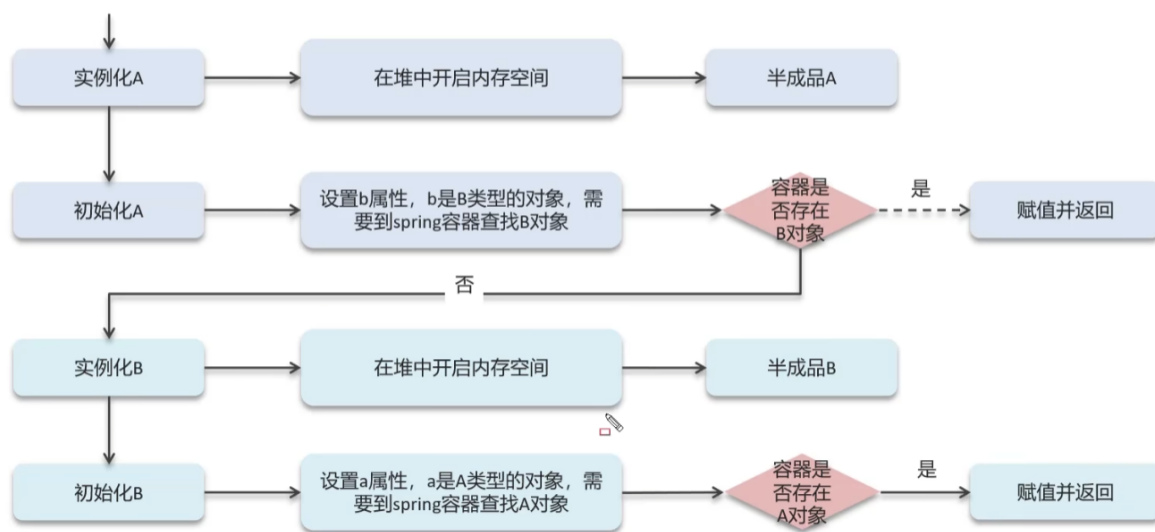 实例化A
在堆中开启内存空间
半成品A
初始化A
设置b属性，b是B类型的对象，需
要到spring容器查找B对象
容器是
否存在
B对象
是
赋值并返回
否
实例化B
在堆中开启内存空间
半成品B
初始化B
设置a属性，a是A类型的对象，需
要到spring容器查找A对象
容器是
否存在
A对象
是
赋值并返回